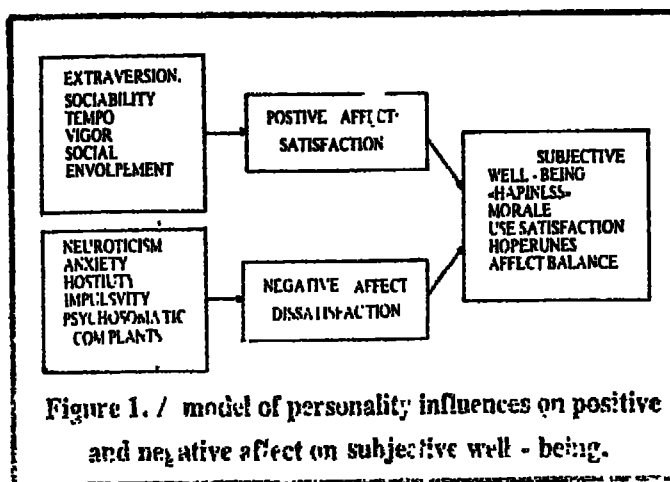 EXTRAVERSION.
SOCIABILITY
TEMPO
VIGOR
SOCIAL
ENVOLPEMENT
POSTIVE AFFECT-
SATISFACTION
SUBJECTIVE
WELL - BEING
«HAPINESS»
MORALE
USE SATISFACTION
HOPERUNES
AFFECT BALANCE
NEUROTICISM
ANXIETY
HOSTIUTY
IMPULSVITY
PSYCHOSOMATIC
COMPLANTS
NEGATIVE AFFECT
DISSATISFACTION
Figure 1. / model of personality influences on positive
and negative affect on subjective well - being.